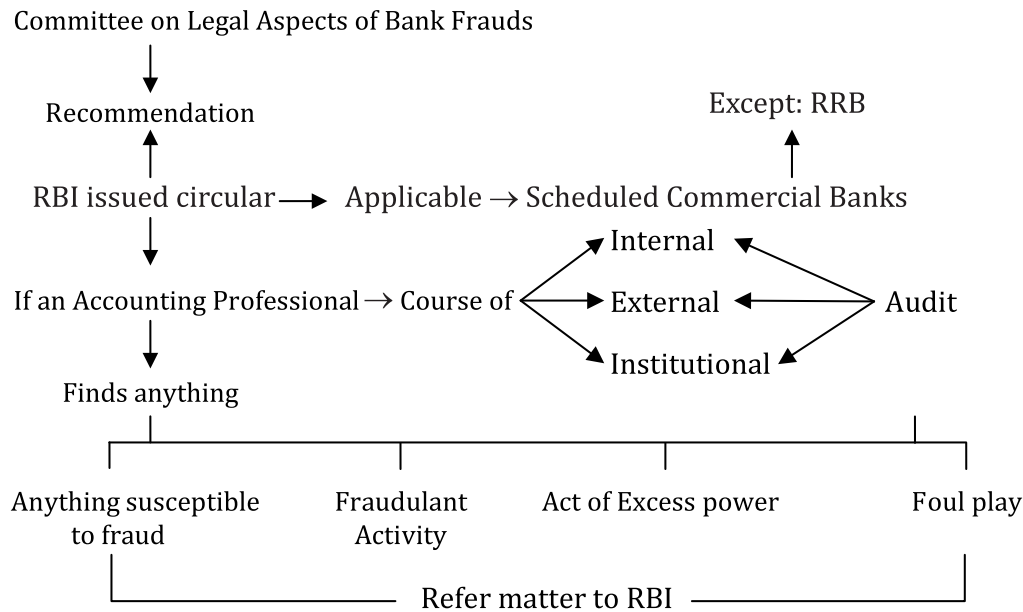 Committee on Legal Aspects of Bank Frauds
Recommendation
Except: RRB
RBI issued circular
Applicable
Scheduled Commercial Banks
Internal
If an Accounting Professional
Course of
External
Audit
Institutional
Finds anything
Anything susceptible
to fraud
Fraudulant
Activity
Act of Excess power
Foul play
Refer matter to RBI